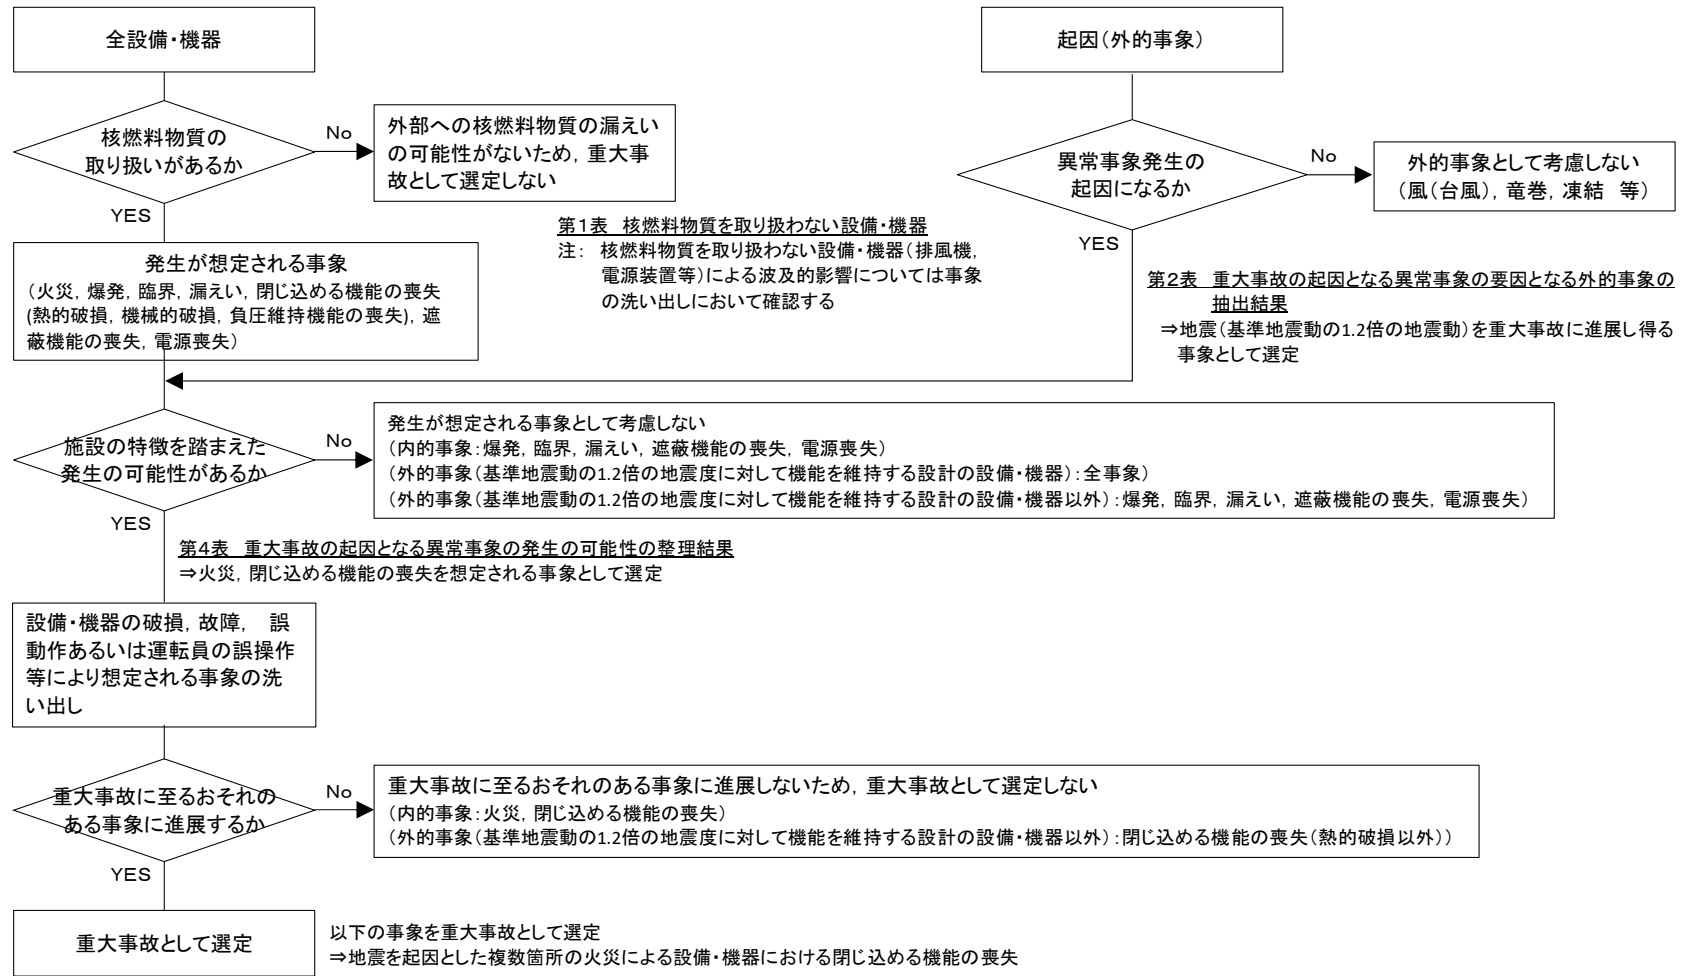 全設備・機器
核燃料物質の
取り扱いがあるか
No
外部への核燃料物質の漏えい
の可能性がないため，重大事
故として選定しない
YES
起因（外的事象）
異常事象発生の
起因になるか
No
外的事象として考慮しない
（風（台風），竜巻，凍結　等）
YES
第１表　核燃料物質を取り扱わない設備・機器
注：　核燃料物質を取り扱わない設備・機器（排風機，
電源装置等）による波及的影響については事象
の洗い出しにおいて確認する
第２表　重大事故の起因となる異常事象の要因となる外的事象の
抽出結果
⇒地震（基準地震動の1.2倍の地震動）を重大事故に進展し得る
事象として選定
発生が想定される事象
（火災，爆発，臨界，漏えい，閉じ込める機能の喪失
(熱的破損，機械的破損，負圧維持機能の喪失)，遮
蔽機能の喪失，電源喪失）
施設の特徴を踏まえた
発生の可能性があるか
No
発生が想定される事象として考慮しない
（内的事象：爆発，臨界，漏えい，遮蔽機能の喪失，電源喪失）
（外的事象（基準地震動の1.2倍の地震度に対して機能を維持する設計の設備・機器）：全事象）
（外的事象（基準地震動の1.2倍の地震度に対して機能を維持する設計の設備・機器以外）：爆発，臨界，漏えい，遮蔽機能の喪失，電源喪失）
YES
第４表　重大事故の起因となる異常事象の発生の可能性の整理結果
⇒火災，閉じ込める機能の喪失を想定される事象として選定
設備・機器の破損，故障，　誤
動作あるいは運転員の誤操作
等により想定される事象の洗
い出し
重大事故に至るおそれの
ある事象に進展するか
No
重大事故に至るおそれのある事象に進展しないため，重大事故として選定しない
（内的事象：火災，閉じ込める機能の喪失）
（外的事象（基準地震動の1.2倍の地震度に対して機能を維持する設計の設備・機器以外）：閉じ込める機能の喪失（熱的破損以外））
YES
重大事故として選定
以下の事象を重大事故として選定
⇒地震を起因とした複数箇所の火災による設備・機器における閉じ込める機能の喪失